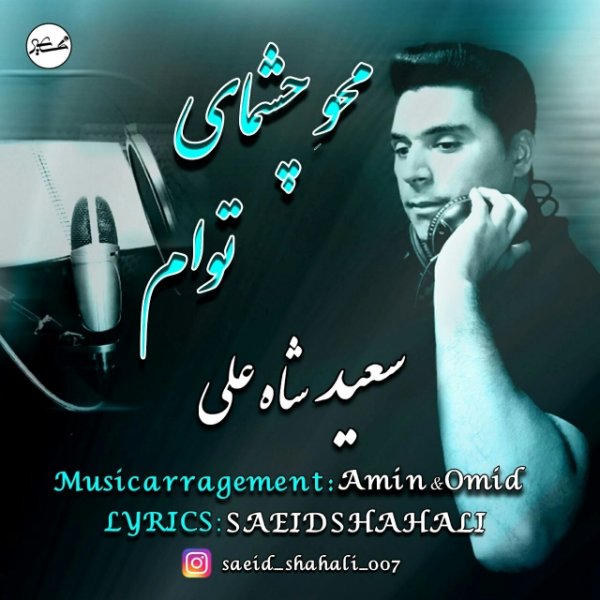 محوِ چشمای
توام
سعید شاه علی
Musicarragement: Amin & Omid
LYRICS: SAEIDSHAHALI
saeid_shahali_007